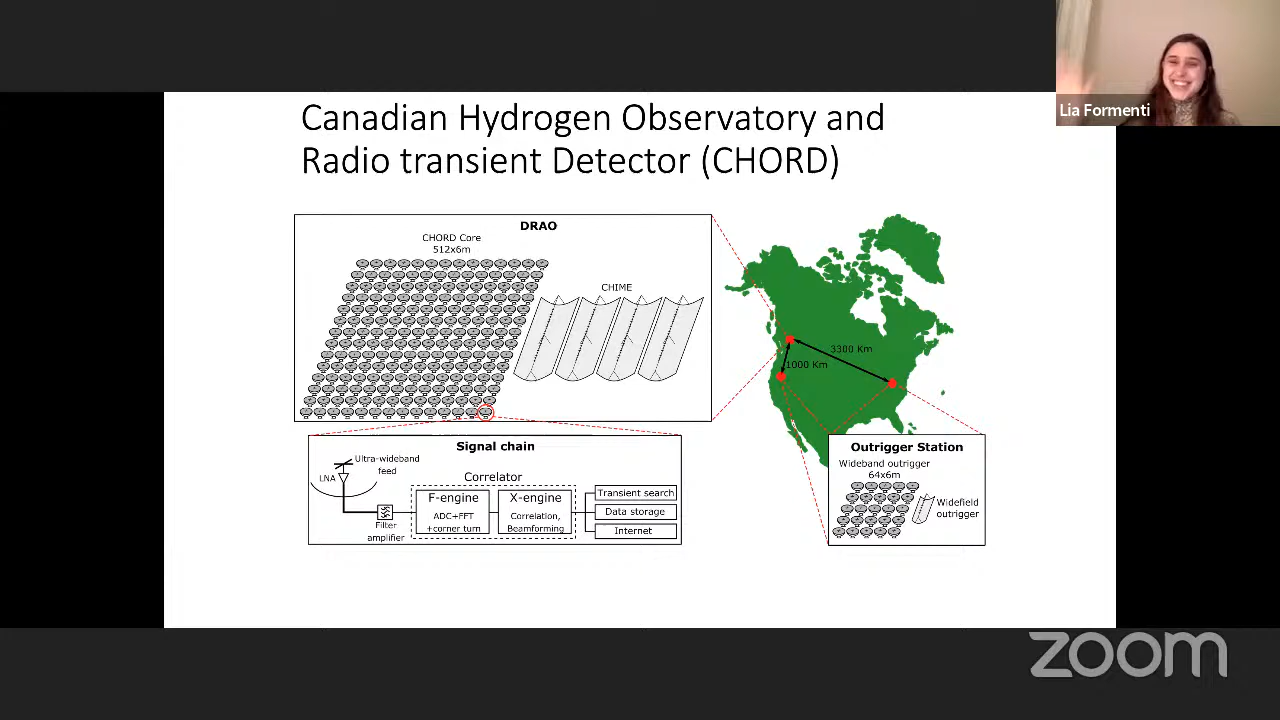 Lia Formenti
Canadian Hydrogen Observatory and
Radio transient Detector (CHORD)
DRAO
CHORD Core
512x6m
CHIME
3300 Km
1000 Km
Signal chain
Ultra-wideband
feed
LNA
Filter
amplifier
Correlator
F-engine
ADC+FFT
+corner turn
X-engine
Correlation,
Beamforming
Transient search
Data storage
Internet
Outrigger Station
Wideband outrigger
64x6m
Widefield
outrigger
zoom